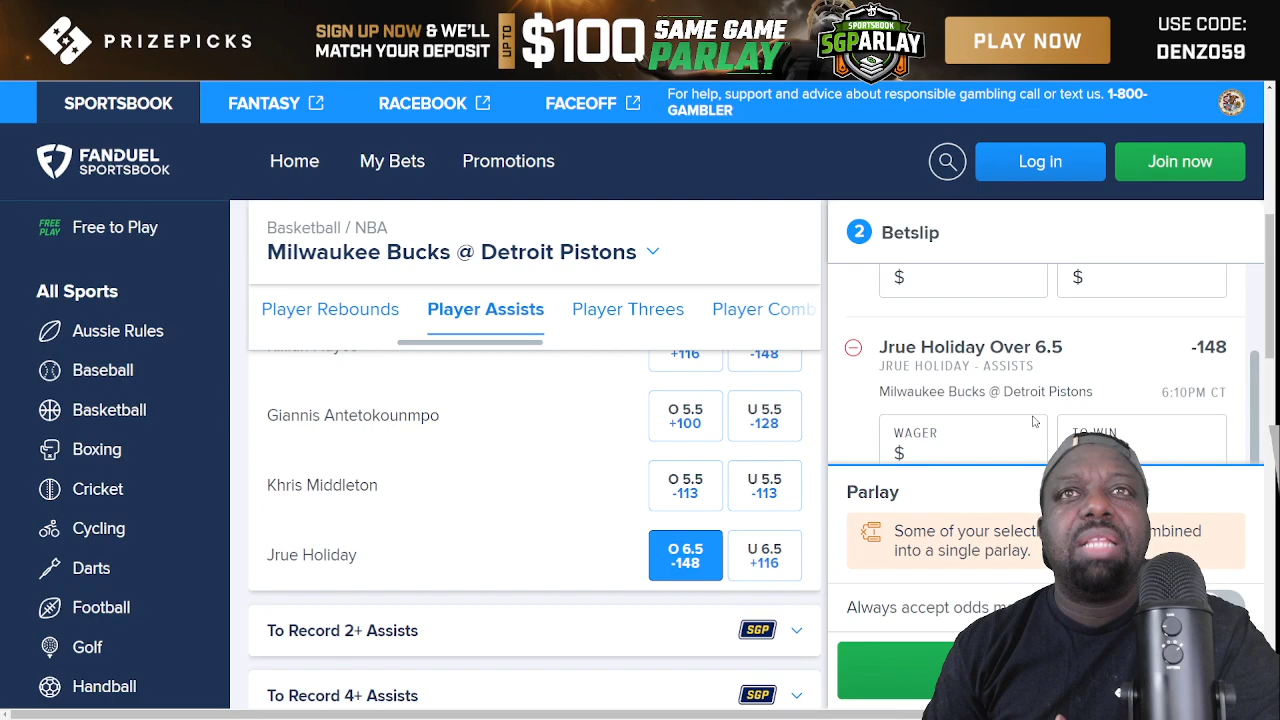 PRIZEPICKS
SIGN UP NOW & WE'LL
MATCH YOUR DEPOSIT
UP TO
$100
SAME GAME
PARLAY
SPORTSBOOK
SGPARLAY
PLAY NOW
USE CODE:
DENZO59
SPORTSBOOK
FANTASY
RACEBOOK
FACEOFF
For help, support and advice about responsible gambling call or text us. 1-800-
GAMBLER
FANDUEL
SPORTSBOOK
Home
My Bets
Promotions
Log in
Join now
FREE
PLAY
Free to Play
All Sports
Aussie Rules
Baseball
Basketball
Boxing
Cricket
Cycling
Darts
Football
Golf
Handball
Basketball / NBA
Milwaukee Bucks @ Detroit Pistons
Player Rebounds
Player Assists
Player Threes
Player Comb
+116
-148
Giannis Antetokounmpo
O 5.5
+100
U 5.5
-128
Khris Middleton
O 5.5
-113
U 5.5
-113
Jrue Holiday
O 6.5
-148
U 6.5
+116
To Record 2+ Assists
SGP
To Record 4+ Assists
SGP
2
Betslip
$
$
Jrue Holiday Over 6.5
-148
JRUE HOLIDAY - ASSISTS
Milwaukee Bucks @ Detroit Pistons
6:10PM CT
WAGER
$
TO WIN
Parlay
Some of your select
mbined
into a single parlay.
Always accept odds m